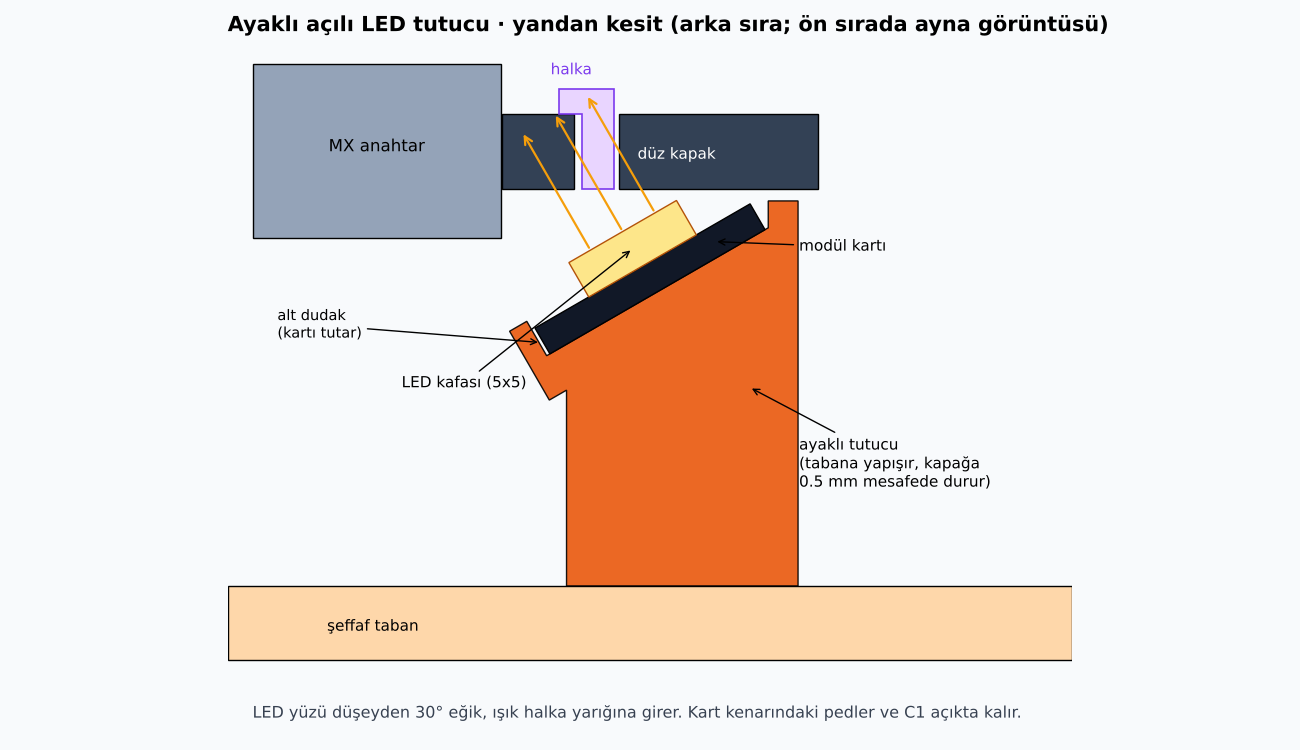 Ayaklı açılı LED tutucu · yandan kesit (arka sıra; ön sırada ayna görüntüsü)
halka
MX anahtar
düz kapak
modül kartı
alt dudak
(kartı tutar)
LED kafası (5x5)
ayaklı tutucu
(tabana yapışır, kapağa
0.5 mm mesafede durur)
şeffaf taban
LED yüzü düşeyden 30° eğik, ışık halka yarığına girer. Kart kenarındaki pedler ve C1 açıkta kalır.